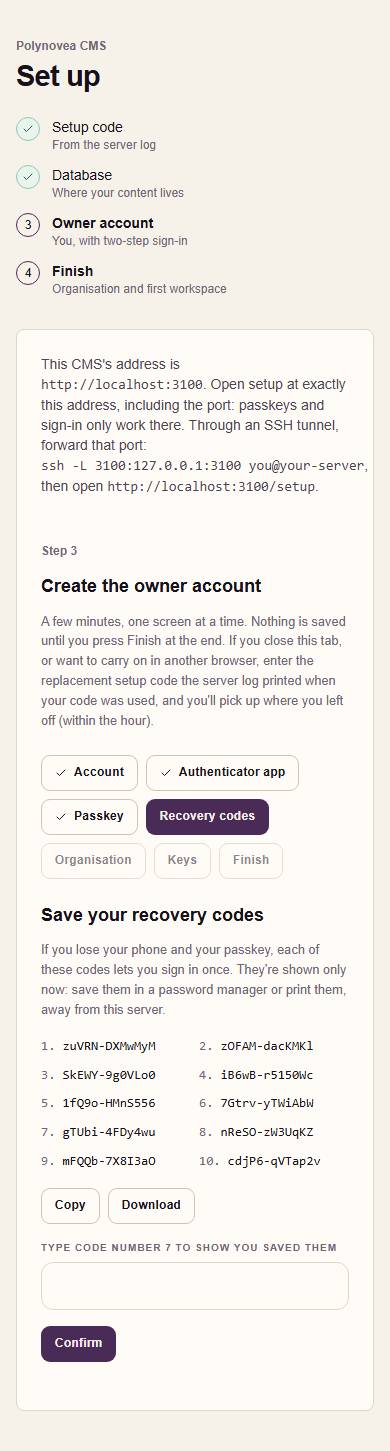 Polynovea CMS
Set up
Setup code
From the server log
Database
Where your content lives
3 Owner account
You, with two-step sign-in
4 Finish
Organisation and first workspace
This CMS's address is
http://localhost:3100. Open setup at exactly
this address, including the port: passkeys and
sign-in only work there. Through an SSH tunnel,
forward that port:
ssh -L 3100:127.0.0.1:3100 you@your-server,
then open http://localhost:3100/setup.
Step 3
Create the owner account
A few minutes, one screen at a time. Nothing is saved
until you press Finish at the end. If you close this tab,
or want to carry on in another browser, enter the
replacement setup code the server log printed when
your code was used, and you'll pick up where you left
off (within the hour).
Account Authenticator app
Passkey Recovery codes
Organisation Keys Finish
Save your recovery codes
If you lose your phone and your passkey, each of
these codes lets you sign in once. They're shown only
now: save them in a password manager or print them,
away from this server.
1. zuVRN-DXMwMyM 2. zOFAM-dacKMKl
3. SkEWY-9g0VLo0 4. iB6wB-r5150Wc
5. 1fQ9o-HMnS556 6. 7Gtrv-yTWiAbW
7. gTUbi-4FDy4wu 8. nReSO-zW3UqKZ
9. mFQQb-7X8I3aO 10. cdjP6-qVTap2v
Copy Download
TYPE CODE NUMBER 7 TO SHOW YOU SAVED THEM
Confirm